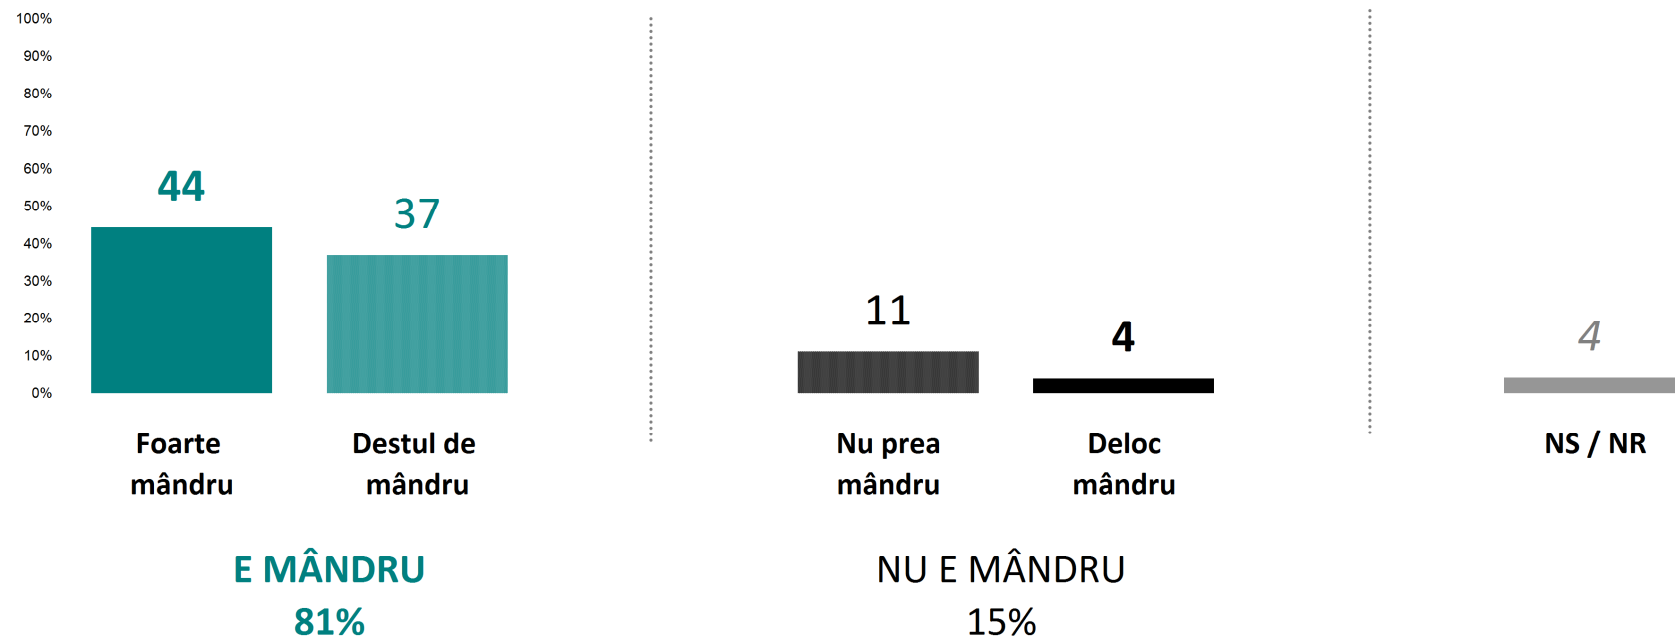 100%
90%
80%
70%
60%
50%
40%
30%
20%
10%
0%
44
37
11
4
4
Foarte
mândru
Destul de
mândru
Nu prea
mândru
Deloc
mândru
NS / NR
E MÂNDRU
81%
NU E MÂNDRU
15%